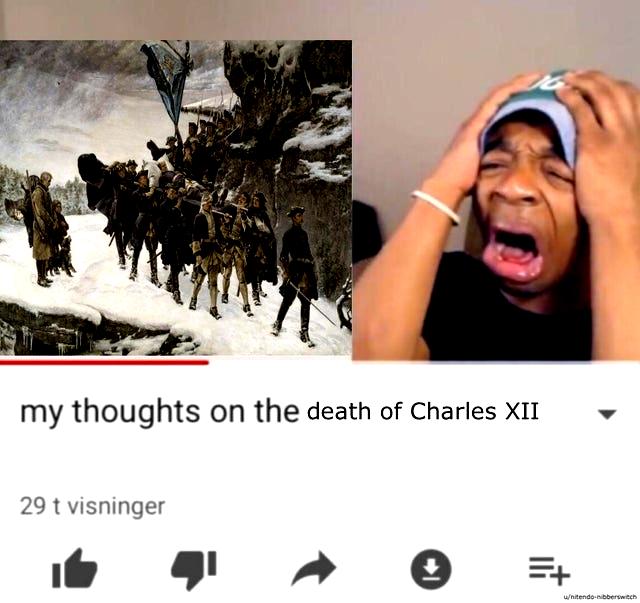 my thoughts on the death of Charles XII
29 t visninger
u/nitendo-nibberswitch